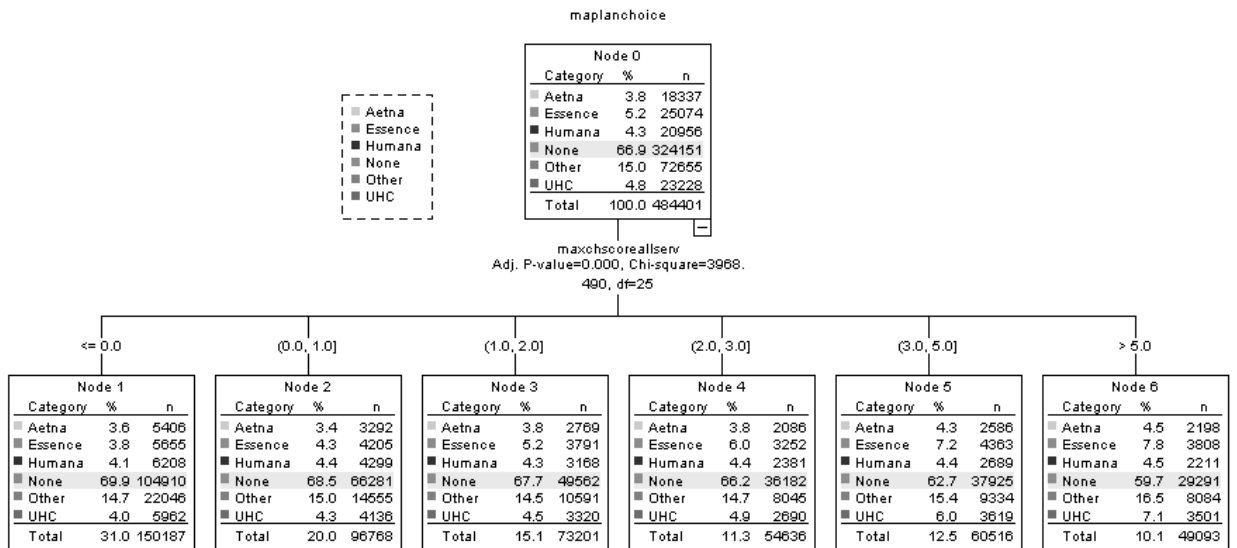 maplanchoice
Node 0
Category % n
Aetna 3.8 18337
Essence 5.2 25074
Humana 4.3 20956
None 66.9 324151
Other 15.0 72655
UHC 4.8 23228
Total 100.0 484401
Aetna
Essence
Humana
None
Other
UHC
maxchscoreallserv
Adj. P-value=0.000, Chi-square=3968.
490, df=25
<= 0.0
(0.0, 1.0]
(1.0, 2.0]
(2.0, 3.0]
(3.0, 5.0]
> 5.0
Node 1
Category % n
Aetna 3.6 5406
Essence 3.8 5655
Humana 4.1 6208
None 69.9 104910
Other 14.7 22046
UHC 4.0 5962
Total 31.0 150187
Node 2
Category % n
Aetna 3.4 3292
Essence 4.3 4205
Humana 4.4 4299
None 68.5 66281
Other 15.0 14555
UHC 4.3 4136
Total 20.0 96768
Node 3
Category % n
Aetna 3.8 2769
Essence 5.2 3791
Humana 4.3 3168
None 67.7 49562
Other 14.5 10591
UHC 4.5 3320
Total 15.1 73201
Node 4
Category % n
Aetna 3.8 2086
Essence 6.0 3252
Humana 4.4 2381
None 66.2 36182
Other 14.7 8045
UHC 4.9 2690
Total 11.3 54636
Node 5
Category % n
Aetna 4.3 2586
Essence 7.2 4363
Humana 4.4 2689
None 62.7 37925
Other 15.4 9334
UHC 6.0 3619
Total 12.5 60516
Node 6
Category % n
Aetna 4.5 2198
Essence 7.8 3808
Humana 4.5 2211
None 59.7 29291
Other 16.5 8084
UHC 7.1 3501
Total 10.1 49093